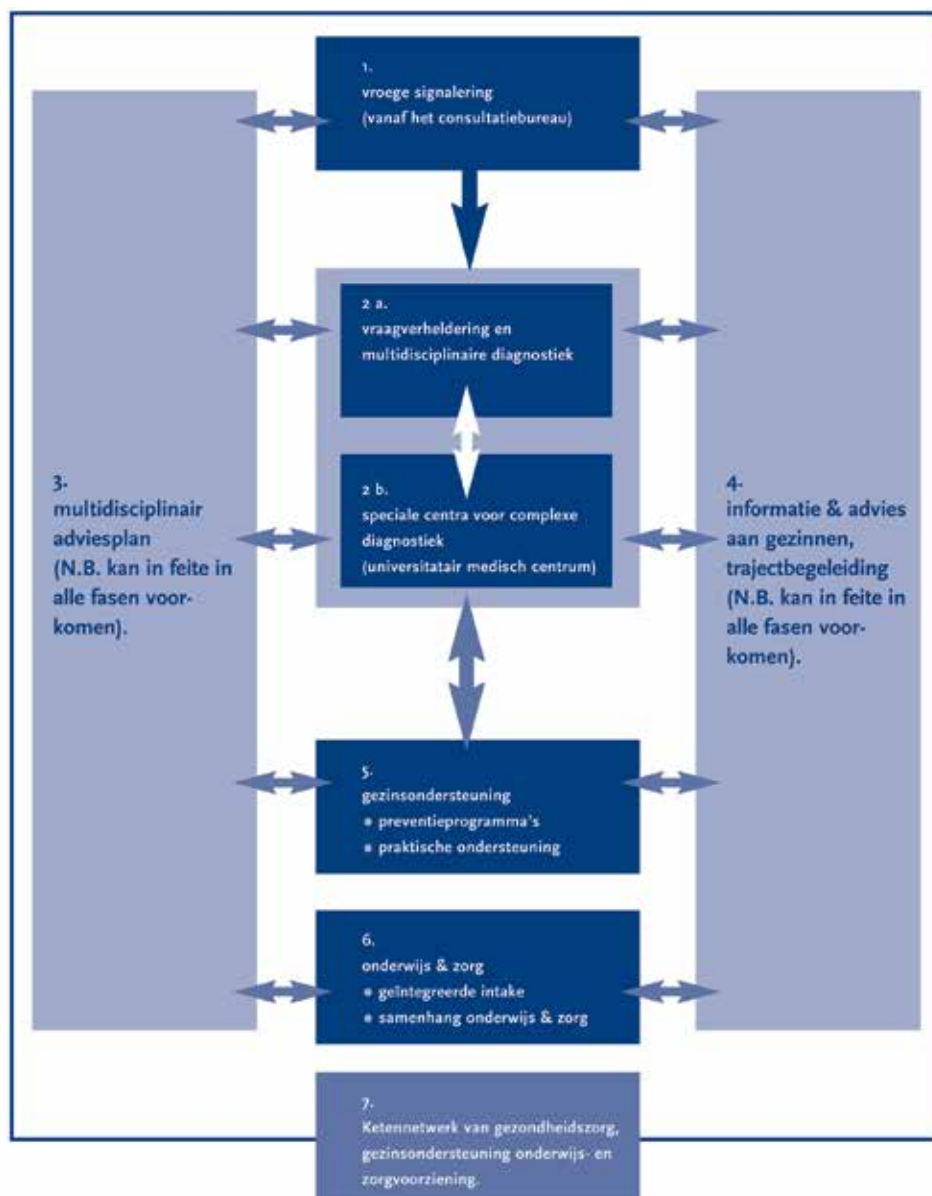 1.
vroege signalering
(vanaf het consultatiebureau)
2 a.
vraagverheldering en
multidisciplinaire diagnostiek
2 b.
speciale centra voor complexe
diagnostiek
(universitatair medisch centrum)
3.
multidisciplinair
adviesplan
(N.B. kan in feite in
alle fasen voor-
komen).
4.
informatie & advies
aan gezinnen,
trajectbegeleiding
(N.B. kan in feite in
alle fasen voor-
komen).
5.
gezinsondersteuning
• preventieprogramma's
• praktische ondersteuning
6.
onderwijs & zorg
• geïntegreerde intake
• samenhang onderwijs & zorg
7.
Ketennetwerk van gezondheidszorg,
gezinsondersteuning onderwijs- en
zorgvoorziening.